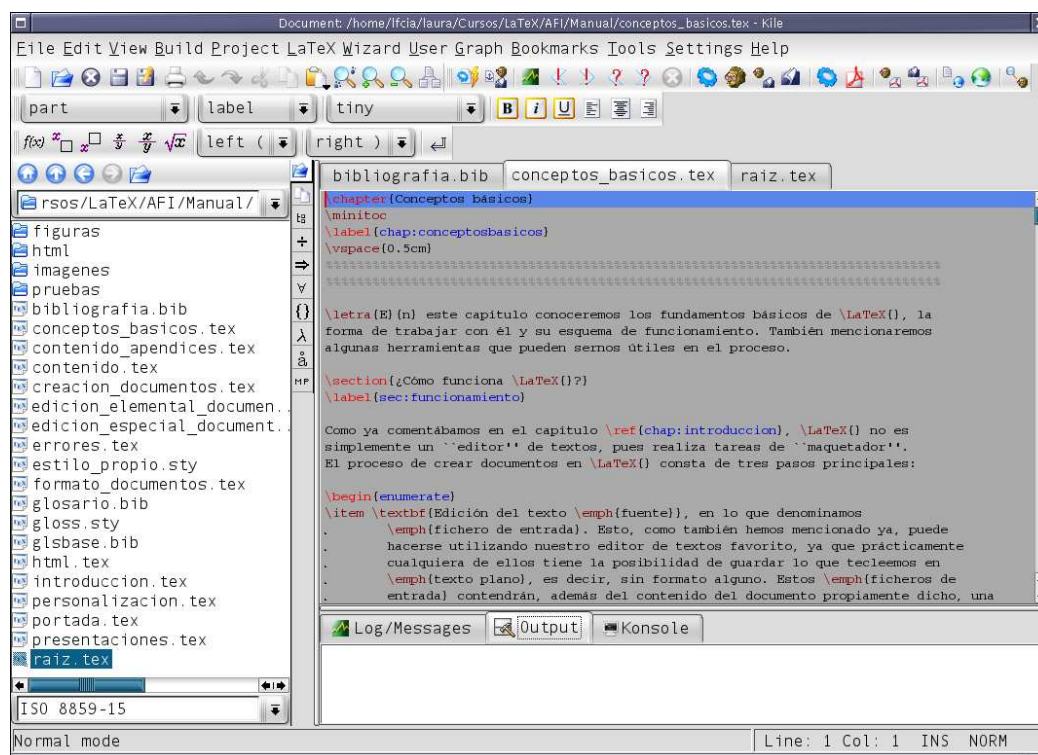 Document: /home/lfcia/laura/Cursos/LaTeX/AFI/Manual/conceptos_basicos.tex - Kile
File Edit View Build Project LaTeX Wizard User Graph Bookmarks Tools Settings Help
part label tiny B i U
f(x) x x x y x y √x left ( right )
rsos/LaTeX/AFI/Manual/
figuras
html
imagenes
pruebas
bibliografia.bib
conceptos_basicos.tex
contenido_apendices.tex
contenido.tex
creacion_documentos.tex
edicion_elemental_documen..
edicion_especial_document..
errores.tex
estilo_propio.sty
formato_documentos.tex
glosario.bib
gloss.sty
glsbase.bib
html.tex
introduccion.tex
personalizacion.tex
portada.tex
presentaciones.tex
raiz.tex
ISO 8859-15
÷
⇒
∀
{}
λ
å
MP
bibliografia.bib conceptos_basicos.tex raiz.tex
\chapter{Conceptos básicos}
\minitoc
\label{chap:conceptosbasicos}
\vspace{0.5cm}
\letra{E}{n} este capítulo conoceremos los fundamentos básicos de \LaTeX{}, la
forma de trabajar con él y su esquema de funcionamiento. También mencionaremos
algunas herramientas que pueden sernos útiles en el proceso.
\section{¿Cómo funciona \LaTeX{}?}
\label{sec:funcionamiento}
Como ya comentábamos en el capítulo \ref{chap:introduccion}, \LaTeX{} no es
simplemente un ``editor'' de textos, pues realiza tareas de ``maquetador''.
El proceso de crear documentos en \LaTeX{} consta de tres pasos principales:
\begin{enumerate}
\item \textbf{Edición del texto \emph{fuente}}, en lo que denominamos
. \emph{fichero de entrada}. Esto, como también hemos mencionado ya, puede
. hacerse utilizando nuestro editor de textos favorito, ya que prácticamente
. cualquiera de ellos tiene la posibilidad de guardar lo que tecleemos en
. \emph{texto plano}, es decir, sin formato alguno. Estos \emph{ficheros de
. entrada} contendrán, además del contenido del documento propiamente dicho, una
Log/Messages Output Konsole
Normal mode Line: 1 Col: 1 INS NORM